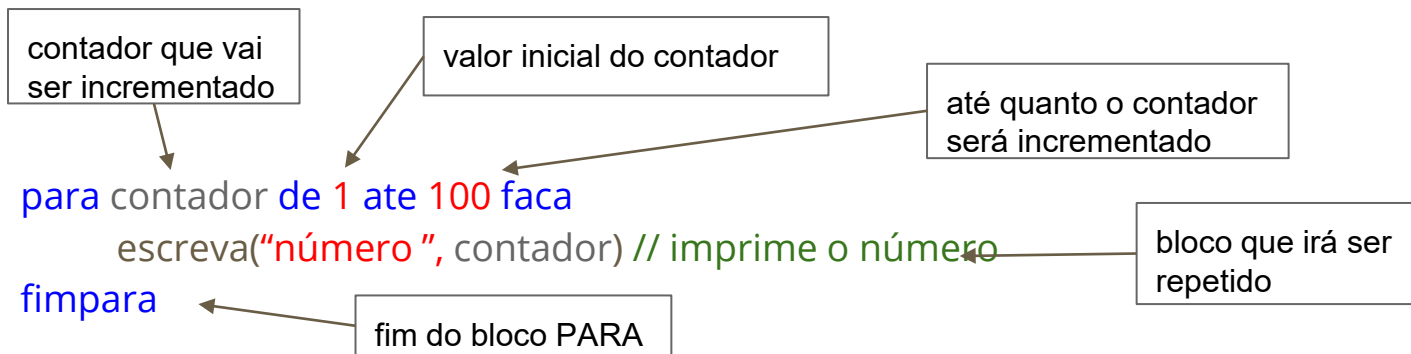 contador que vai
ser incrementado
valor inicial do contador
até quanto o contador
será incrementado
para contador de 1 ate 100 faca
escreva(“número ”, contador) // imprime o número
fimpara
bloco que irá ser
repetido
fim do bloco PARA